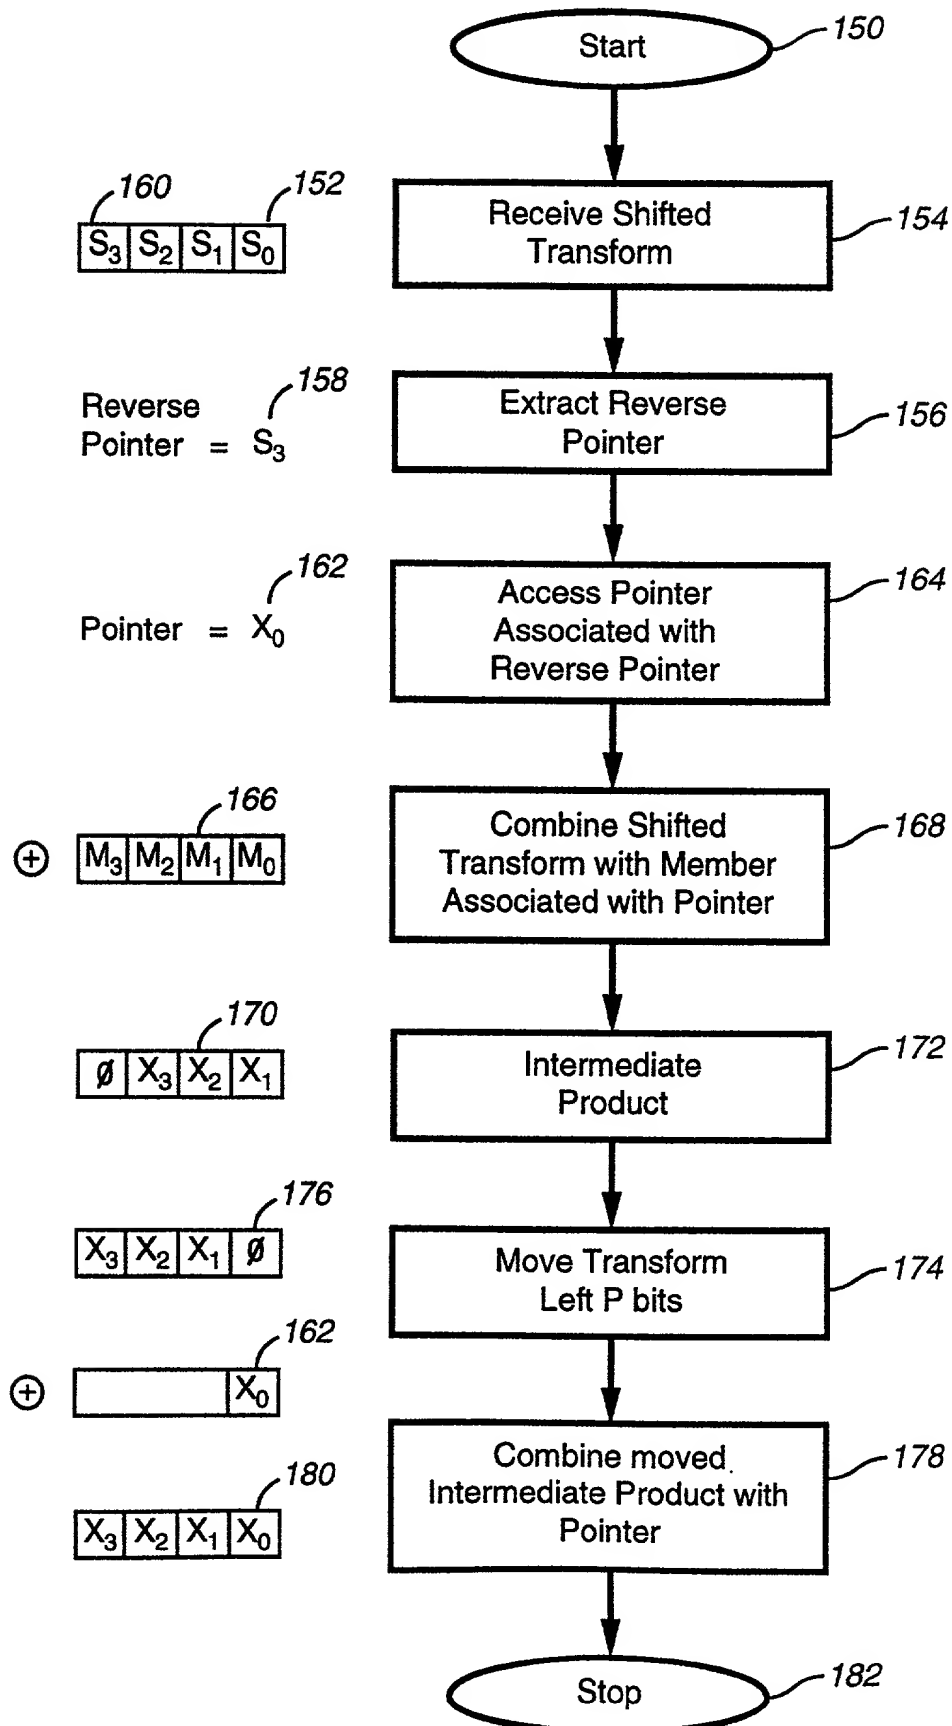 Start
150
160
152
S3 S2 S1 S0
Receive Shifted
Transform
154
158
Reverse
Pointer = S3
Extract Reverse
Pointer
156
162
Pointer = X0
Access Pointer
Associated with
Reverse Pointer
164
166
⊕ M3 M2 M1 M0
Combine Shifted
Transform with Member
Associated with Pointer
168
170
Ø X3 X2 X1
Intermediate
Product
172
176
X3 X2 X1 Ø
Move Transform
Left P bits
174
162
⊕ X0
180
X3 X2 X1 X0
Combine moved
Intermediate Product with
Pointer
178
Stop
182